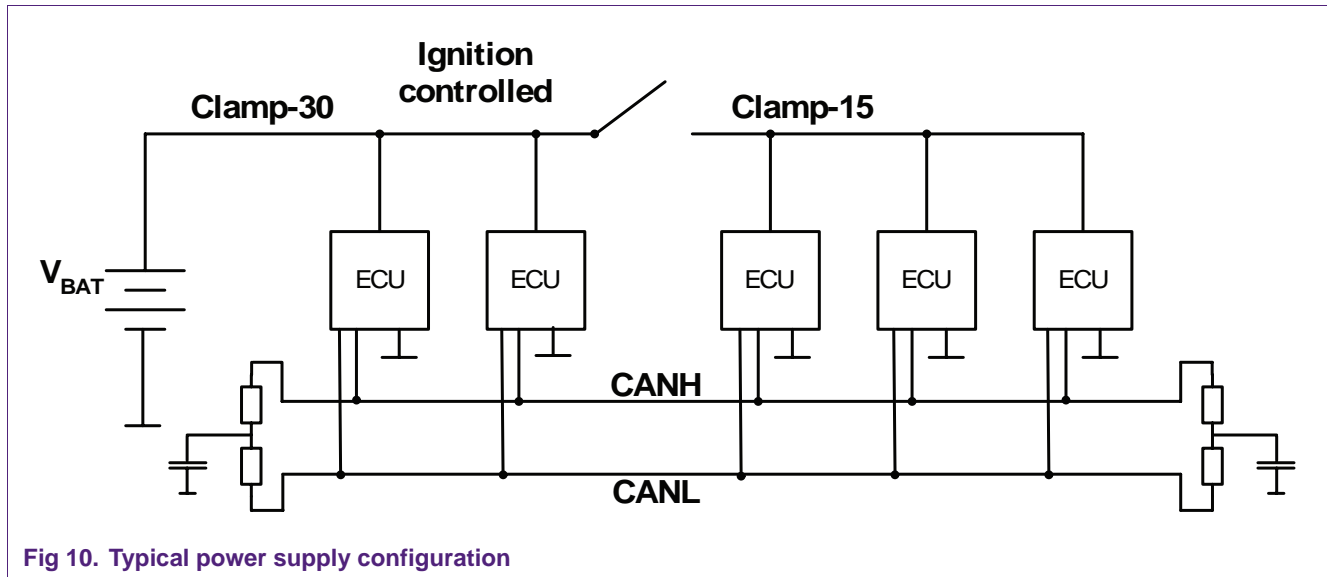 Ignition
controlled
Clamp-30
Clamp-15
V_BAT
ECU
ECU
ECU
ECU
ECU
CANH
CANL
Fig 10. Typical power supply configuration